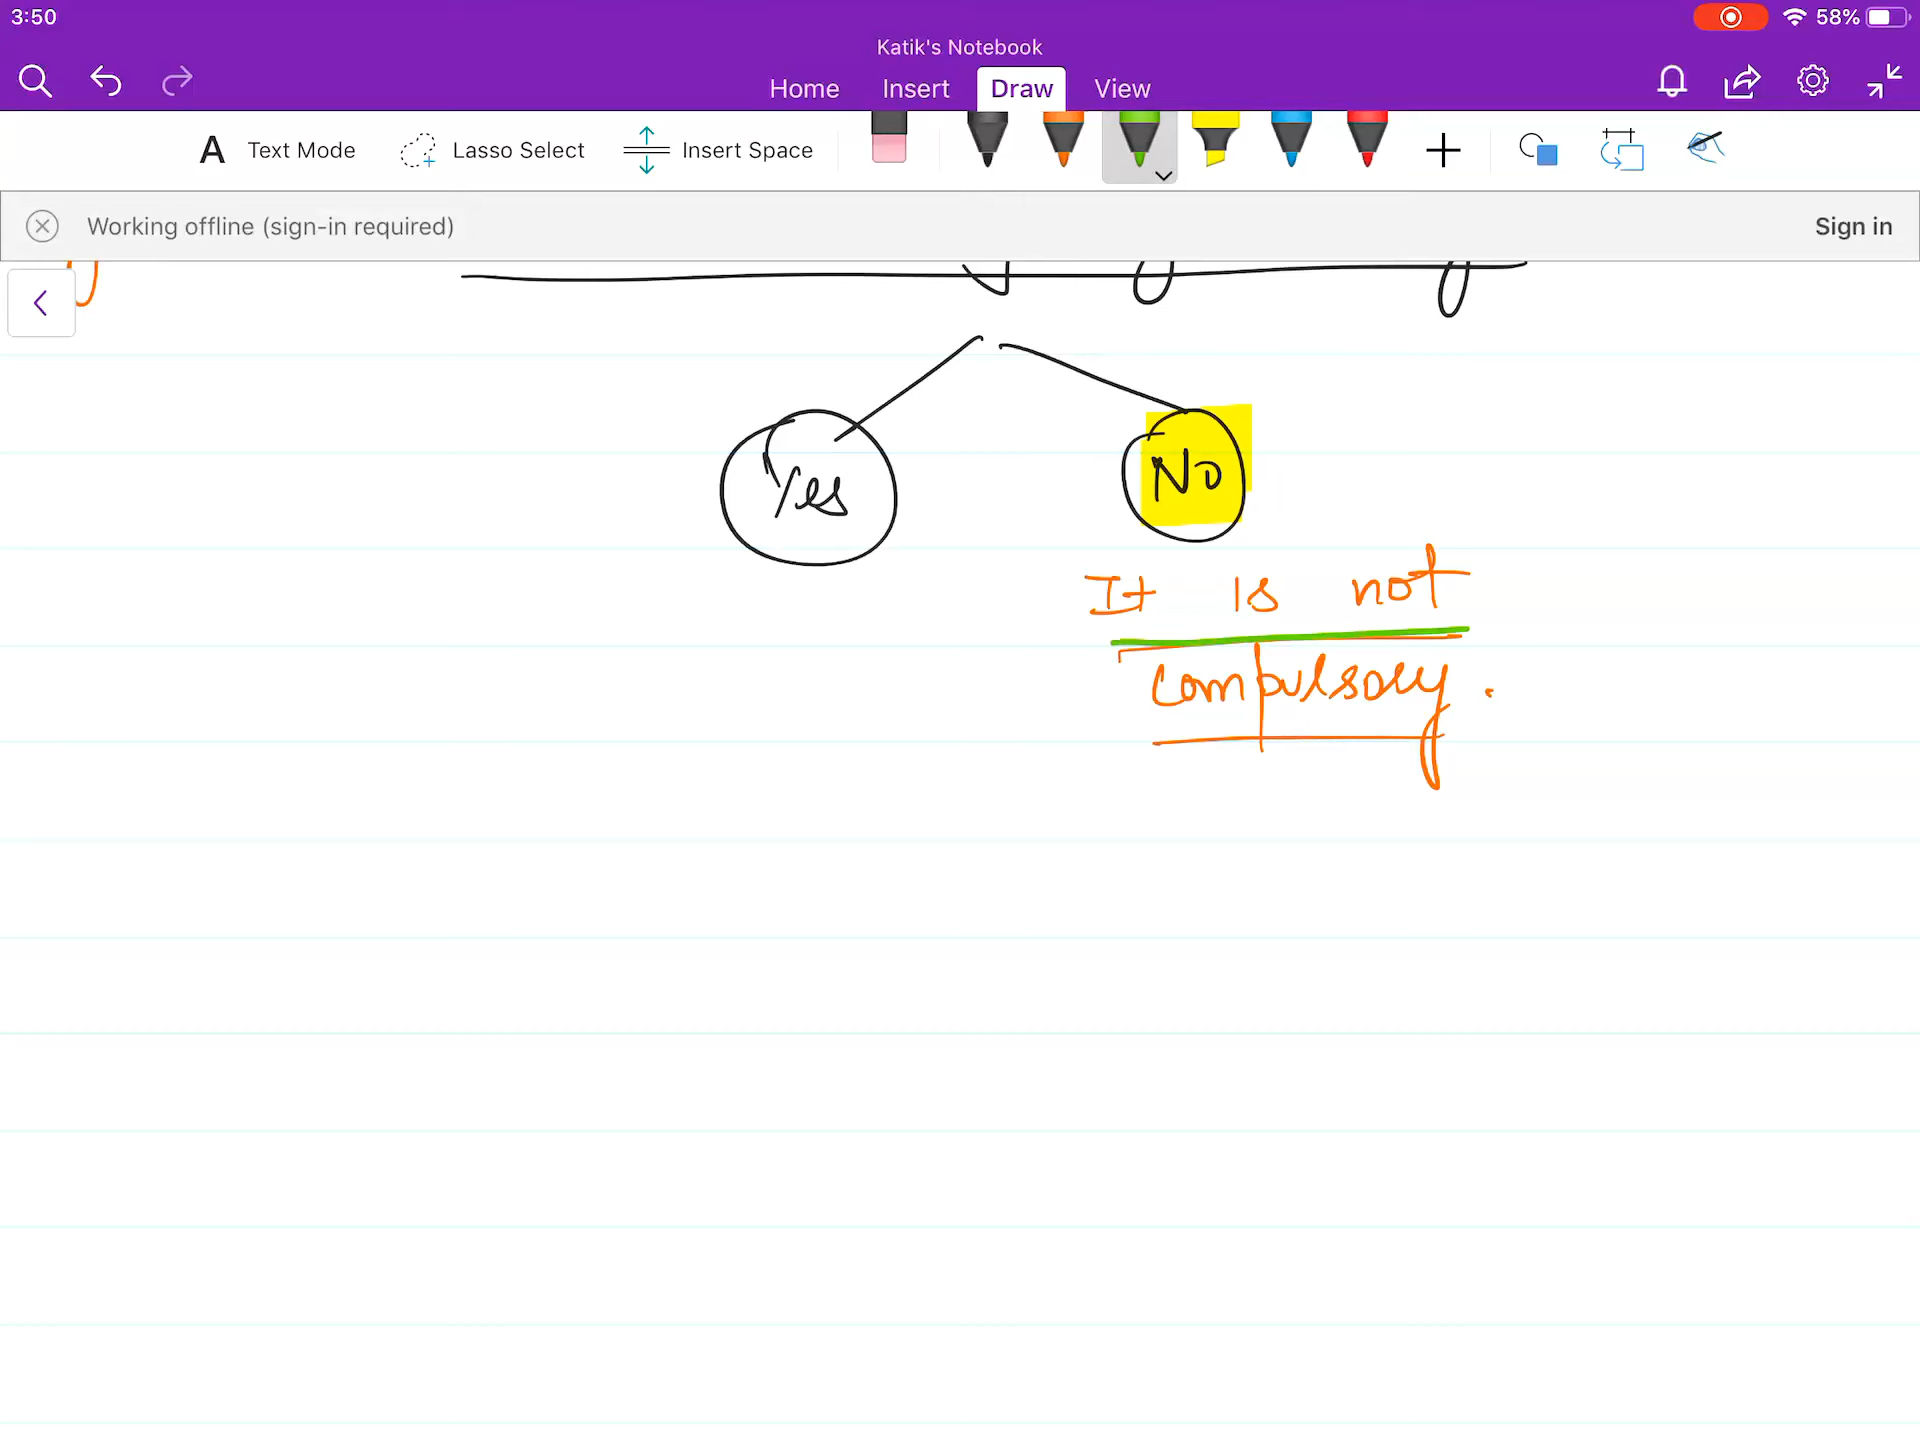 3:50
58%
Katik's Notebook
Home Insert Draw View
A Text Mode Lasso Select Insert Space
Working offline (sign-in required) Sign in
Yes No
It is not
compulsory.